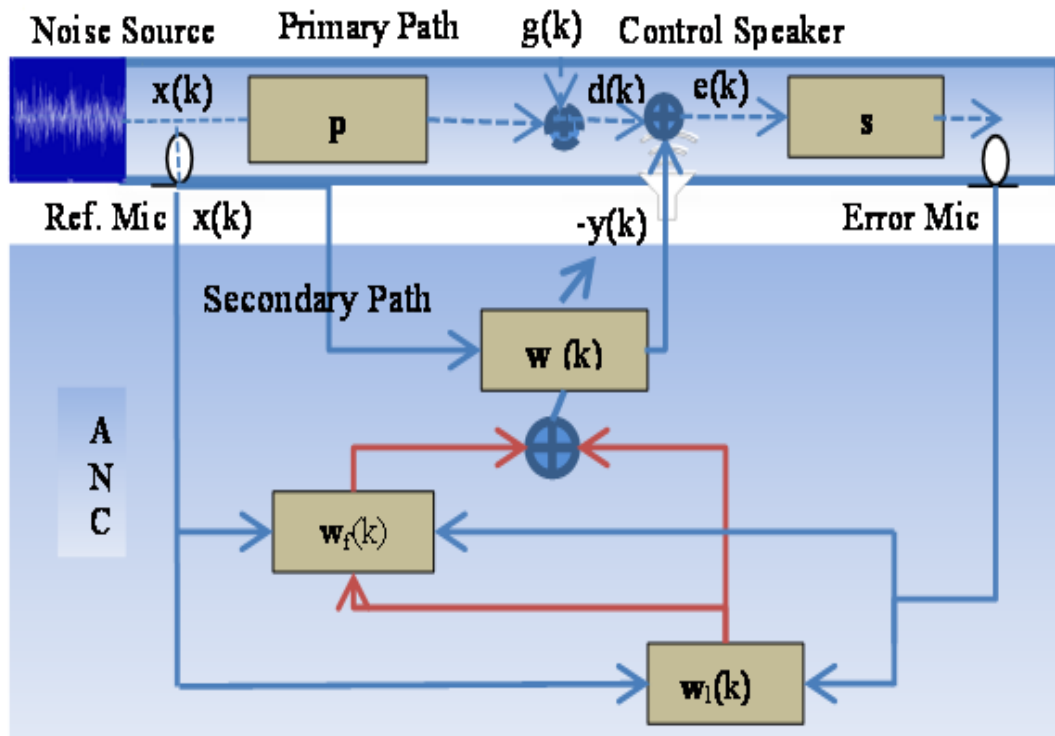 Noise Source
Primary Path
g(k)
Control Speaker
x(k)
p
d(k)
e(k)
s
Ref. Mic
x(k)
-y(k)
Error Mic
Secondary Path
w (k)
A
N
C
wf(k)
wl(k)